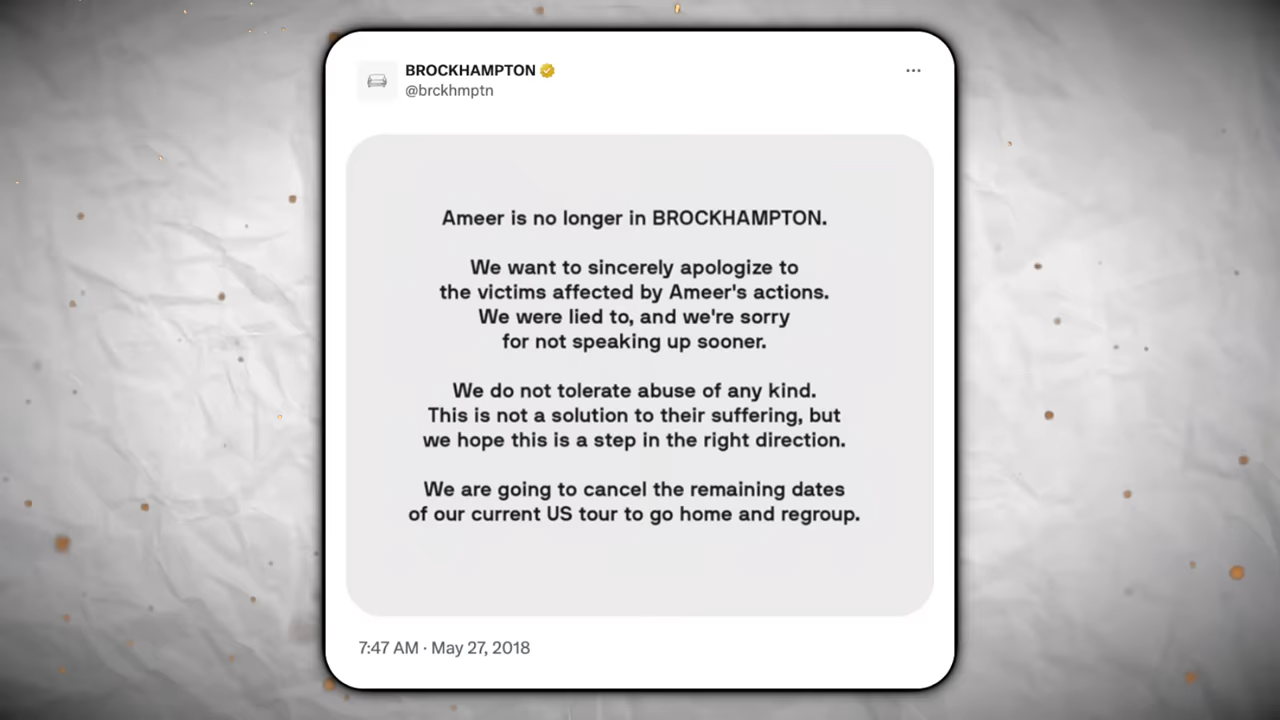 BROCKHAMPTON
@brckhmptn
Ameer is no longer in BROCKHAMPTON.
We want to sincerely apologize to
the victims affected by Ameer's actions.
We were lied to, and we're sorry
for not speaking up sooner.
We do not tolerate abuse of any kind.
This is not a solution to their suffering, but
we hope this is a step in the right direction.
We are going to cancel the remaining dates
of our current US tour to go home and regroup.
7:47 AM · May 27, 2018